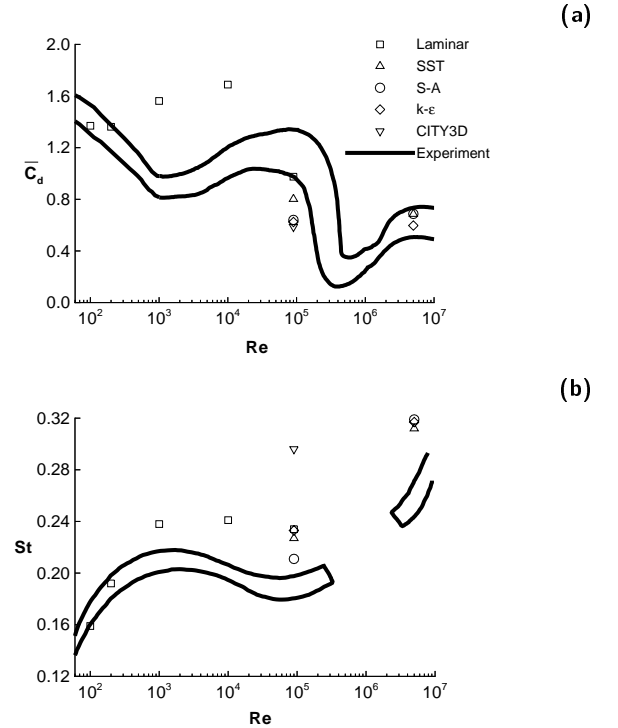 (a)
2.0
1.6
1.2
0.8
0.4
0.0
C̅d
Laminar
SST
S-A
k-ε
CITY3D
Experiment
10² 10³ 10⁴ 10⁵ 10⁶ 10⁷
Re
(b)
0.32
0.28
0.24
0.20
0.16
0.12
St
10² 10³ 10⁴ 10⁵ 10⁶ 10⁷
Re